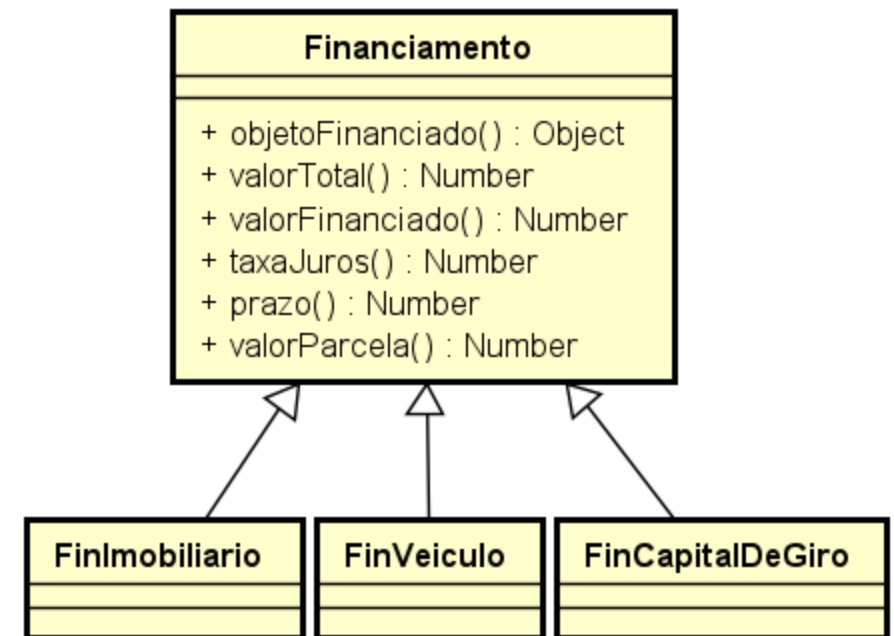 Financiamento
+ objetoFinanciado() : Object
+ valorTotal() : Number
+ valorFinanciado() : Number
+ taxaJuros() : Number
+ prazo() : Number
+ valorParcela() : Number
FinImobiliario
FinVeiculo
FinCapitalDeGiro